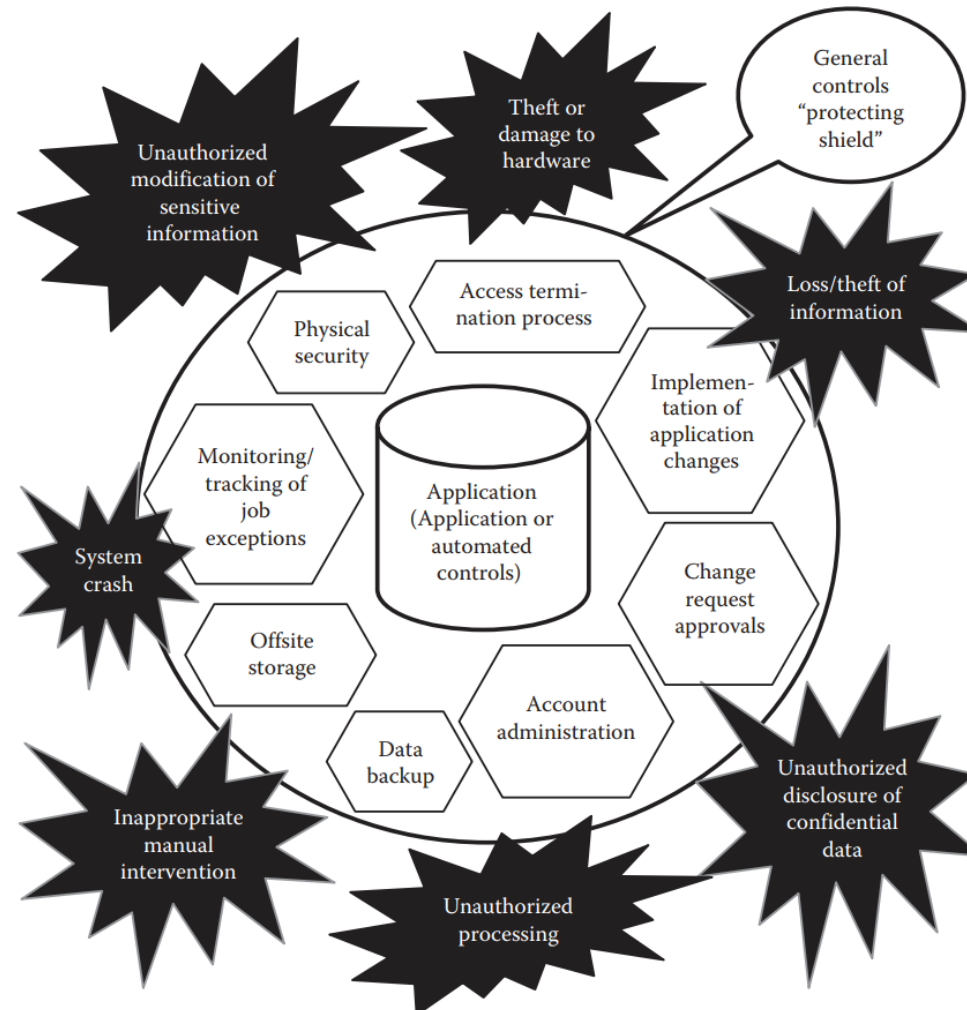 General
controls
“protecting
shield”
Theft or
damage to
hardware
Unauthorized
modification of
sensitive
information
Loss/theft of
information
Access termi-
nation process
Physical
security
Implemen-
tation of
application
changes
Monitoring/
tracking of
job
exceptions
Application
(Application or
automated
controls)
System
crash
Change
request
approvals
Offsite
storage
Account
administration
Data
backup
Unauthorized
disclosure of
confidential
data
Inappropriate
manual
intervention
Unauthorized
processing